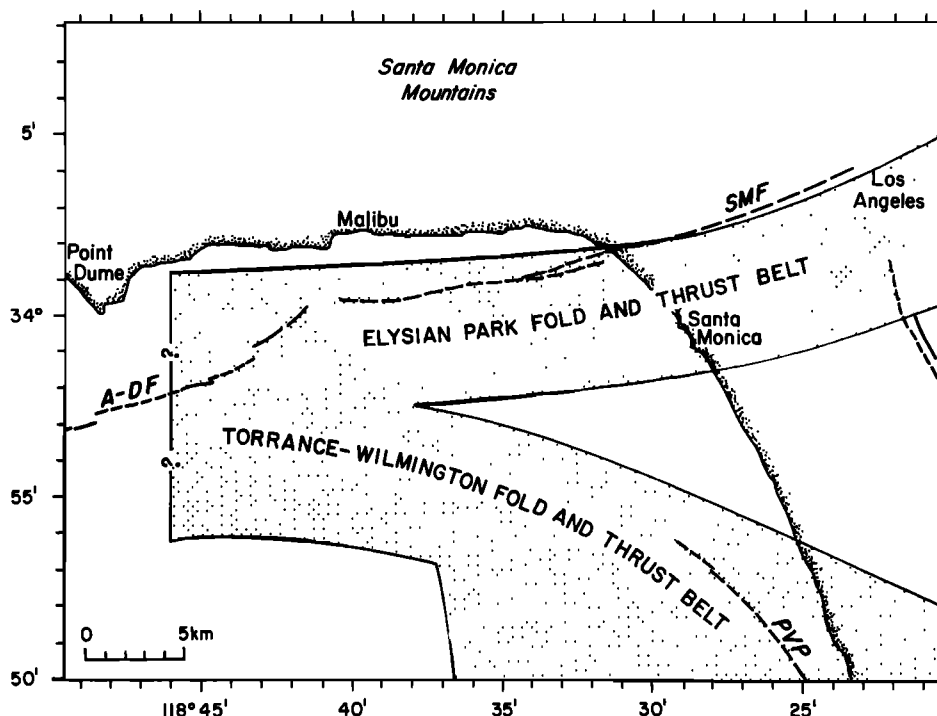 Santa Monica
Mountains
5'
SMF
Los
Angeles
Malibu
Point
Dume
34°
ELYSIAN PARK FOLD AND THRUST BELT
Santa
Monica
?
A-DF
?
TORRANCE-WILMINGTON FOLD AND THRUST BELT
55'
PVP
0 5km
50'
118°45' 40' 35' 30' 25'